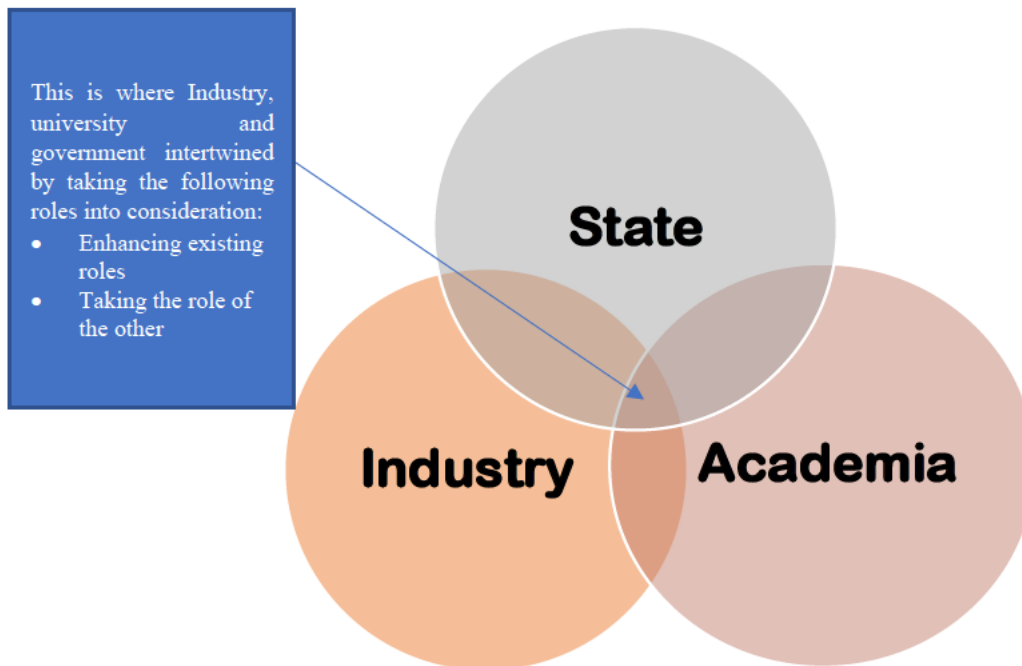 This is where Industry,
university and
government intertwined
by taking the following
roles into consideration:
• Enhancing existing
roles
• Taking the role of
the other
State
Industry
Academia